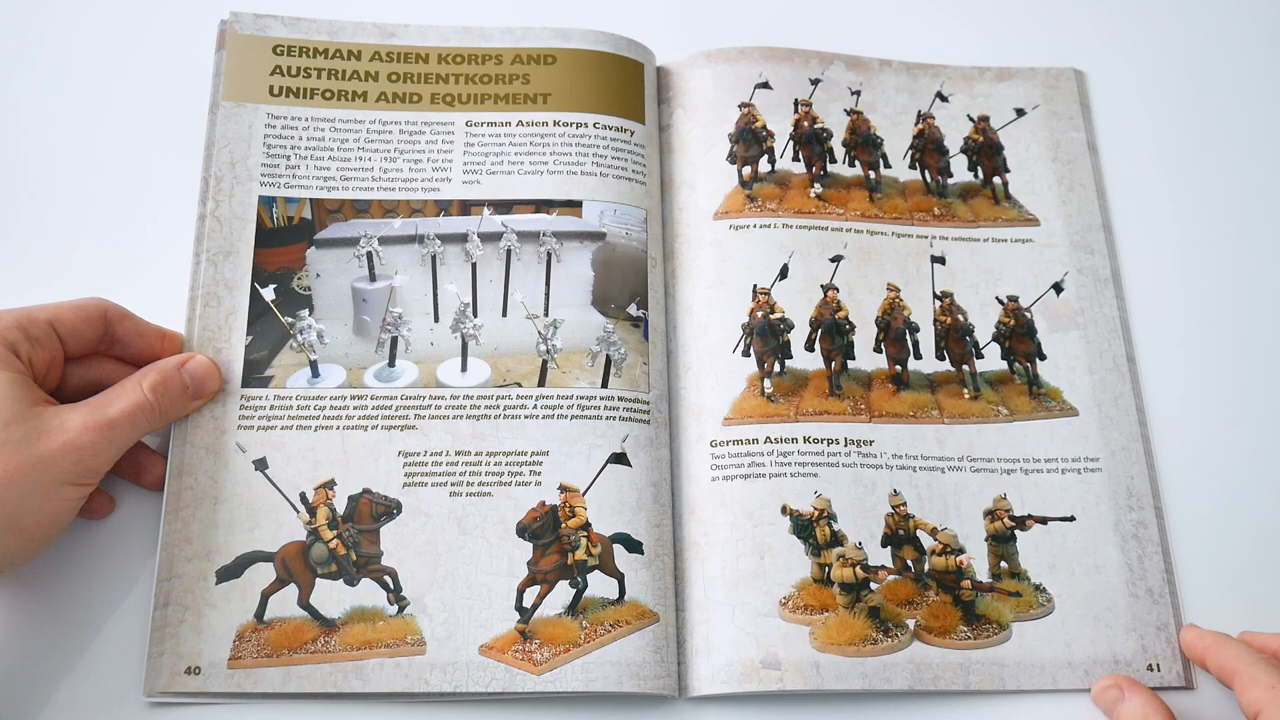 GERMAN ASIEN KORPS AND
AUSTRIAN ORIENTKORPS
UNIFORM AND EQUIPMENT
There are a limited number of figures that represent
the allies of the Ottoman Empire. Brigade Games
produce a small range of German troops and five
figures are available from Miniature Figurines in their
"Setting The East Ablaze 1914 - 1930" range. For the
most part I have converted figures from WW1
western front ranges, German Schutztruppe and early
WW2 German ranges to create these troop types.
German Asien Korps Cavalry
There was tiny contingent of cavalry that served with
the German Asien Korps in this theatre of operations.
Photographic evidence shows that they were lance
armed and here some Crusader Miniatures early
WW2 German Cavalry form the basis for conversion
work.
Figure 1. There Crusader early WW2 German Cavalry have, for the most part, been given head swaps with Woodbine
Designs British Soft Cap heads with added greenstuff to create the neck guards. A couple of figures have retained
their original helmeted heads for added interest. The lances are lengths of brass wire and the pennants are fashioned
from paper and then given a coating of superglue.
Figure 2 and 3. With an appropriate paint
palette the end result is an acceptable
approximation of this troop type. The
palette used will be described later in
this section.
40
Figure 4 and 5. The completed unit of ten figures. Figures now in the collection of Steve Langan.
German Asien Korps Jager
Two battalions of Jager formed part of "Pasha 1", the first formation of German troops to be sent to aid their
Ottoman allies. I have represented such troops by taking existing WW1 German Jager figures and giving them
an appropriate paint scheme.
41